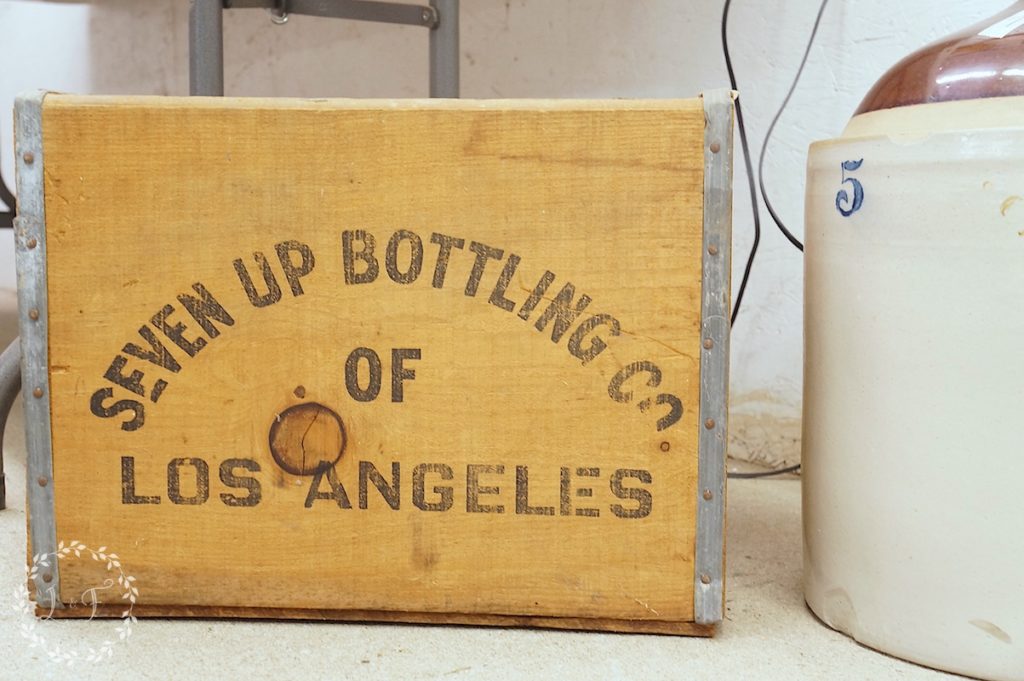 SEVEN UP BOTTLING CO
OF
LOS ANGELES
5